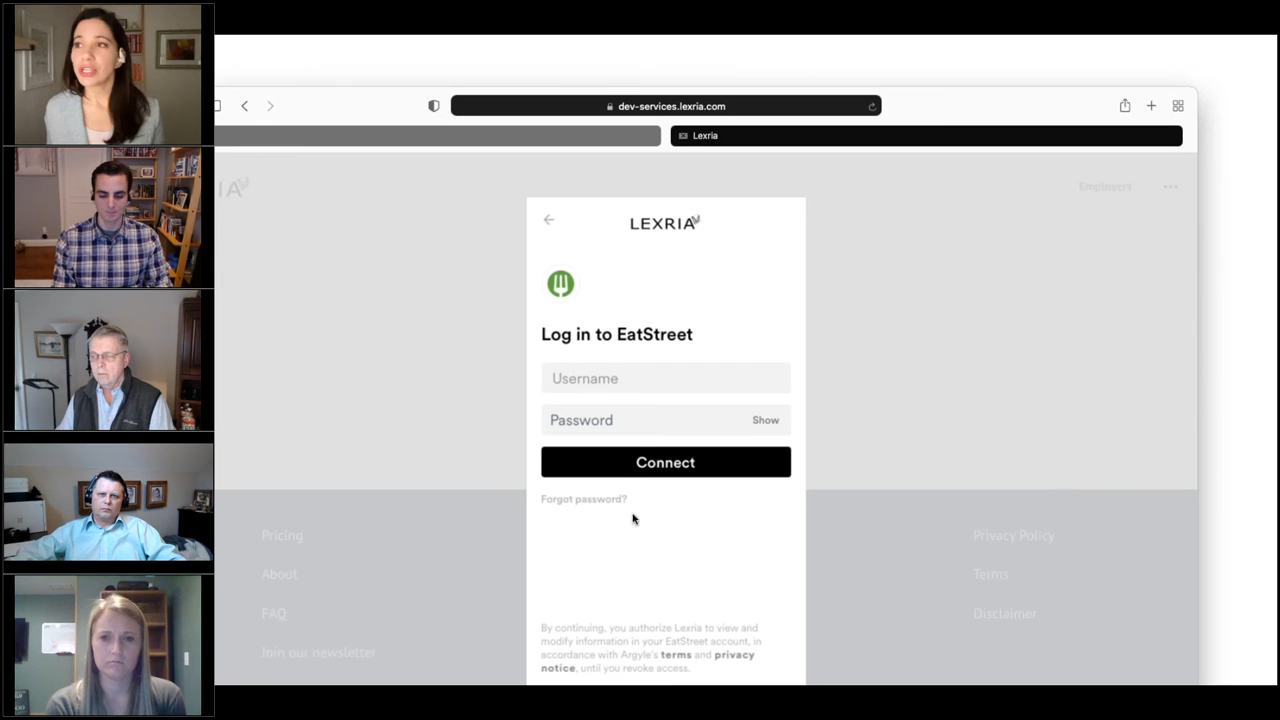 dev-services.lexria.com
Lexria
IA
Employers
LEXRIA
Log in to EatStreet
Username
Password
Show
Connect
Forgot password?
Pricing
About
FAQ
Join our newsletter
Privacy Policy
Terms
Disclaimer
By continuing, you authorize Lexria to view and
modify information in your EatStreet account, in
accordance with Argyle's terms and privacy
notice, until you revoke access.